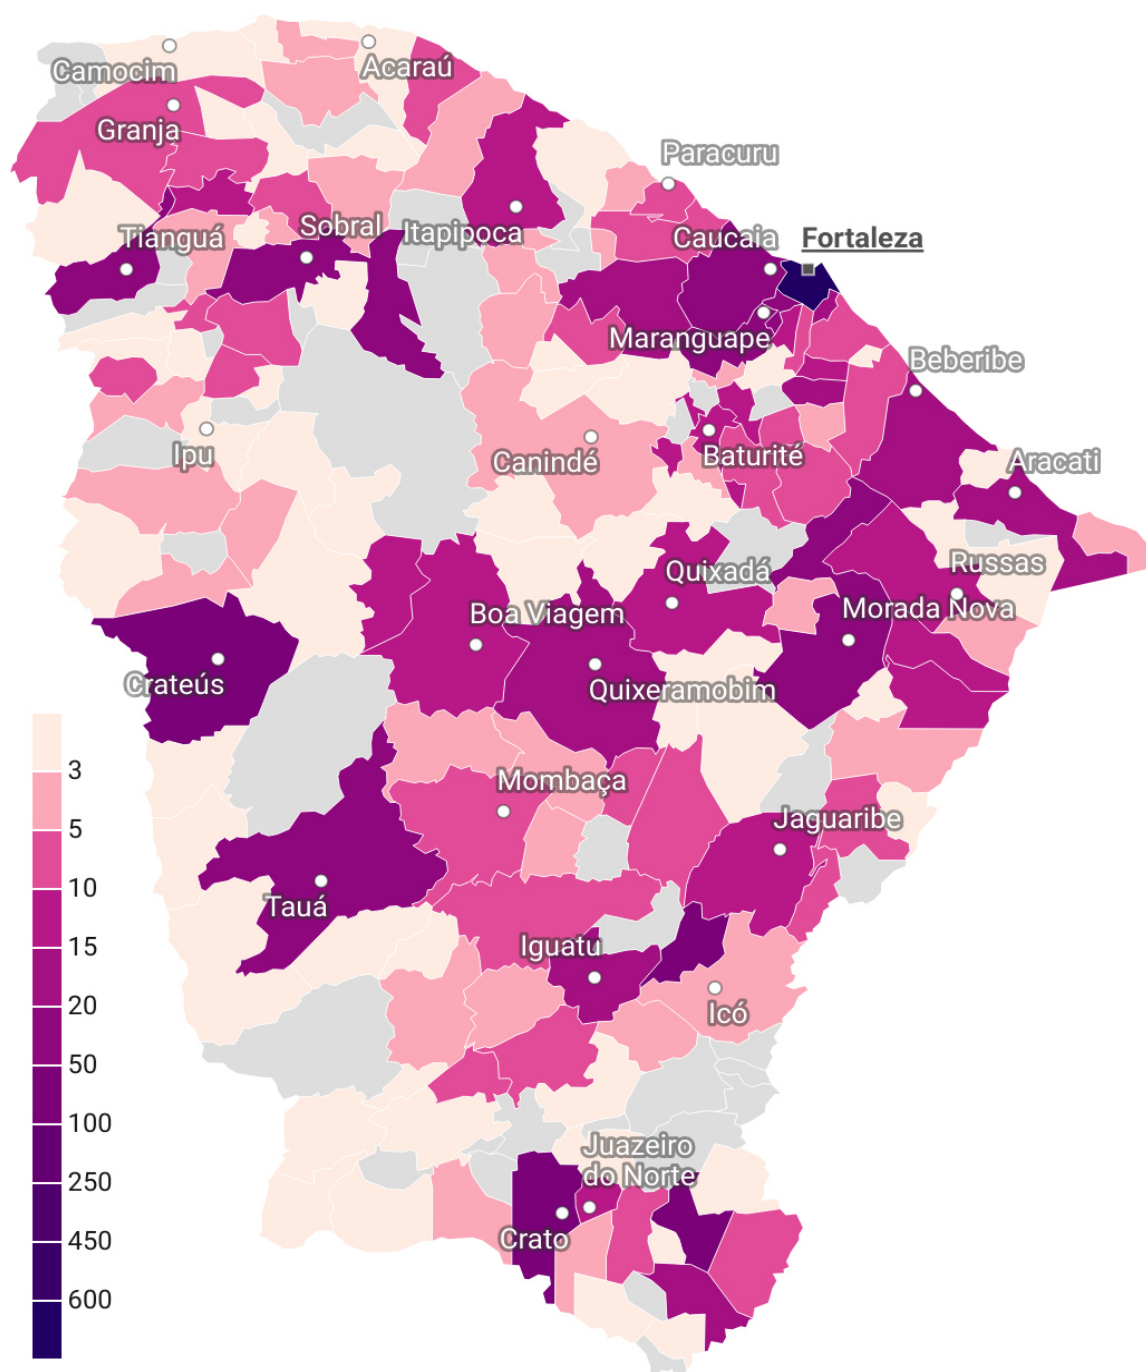 Camocim
Acaraú
Granja
Paracuru
Tianguá
Sobral
Itapipoca
Caucaia
Fortaleza
Maranguape
Beberibe
Ipu
Canindé
Baturité
Aracati
Quixadá
Russas
Boa Viagem
Morada Nova
Crateús
Quixeramobim
Mombaça
Jaguaribe
Tauá
Iguatu
Icó
Juazeiro
do Norte
Crato
3
5
10
15
20
50
100
250
450
600